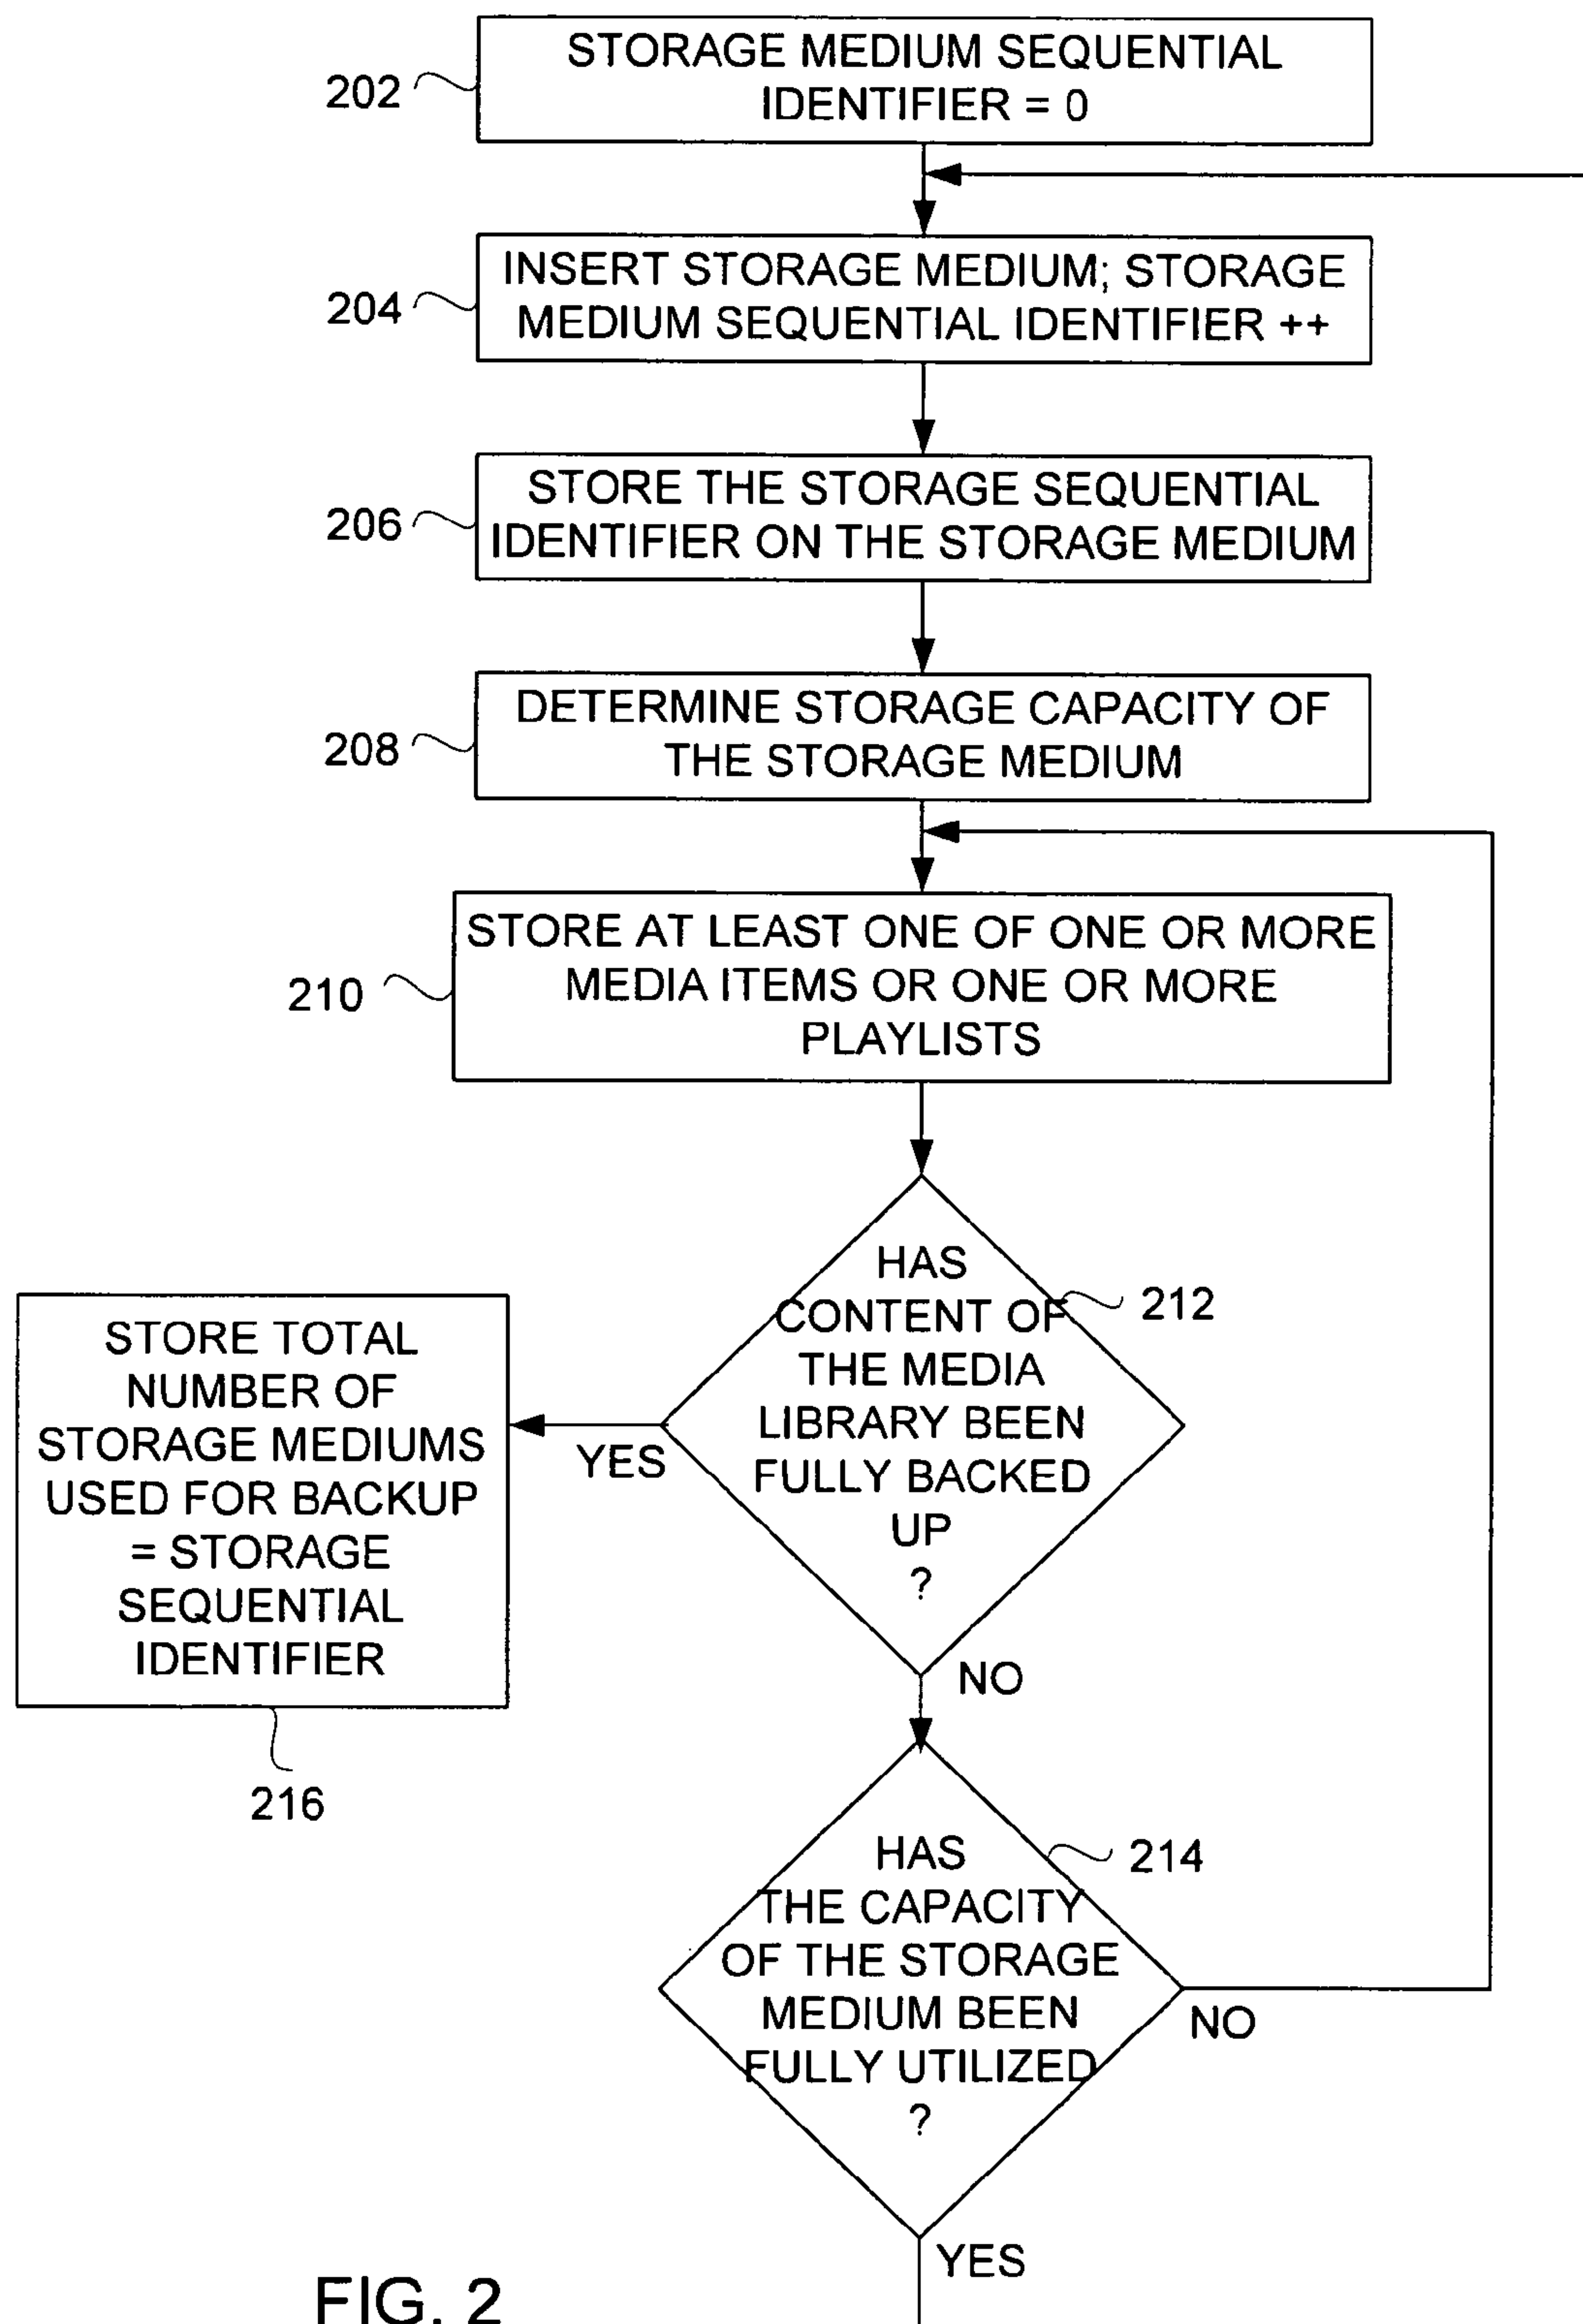 STORAGE MEDIUM SEQUENTIAL
IDENTIFIER = 0
202
INSERT STORAGE MEDIUM; STORAGE
MEDIUM SEQUENTIAL IDENTIFIER ++
204
STORE THE STORAGE SEQUENTIAL
IDENTIFIER ON THE STORAGE MEDIUM
206
DETERMINE STORAGE CAPACITY OF
THE STORAGE MEDIUM
208
STORE AT LEAST ONE OF ONE OR MORE
MEDIA ITEMS OR ONE OR MORE
PLAYLISTS
210
HAS
CONTENT OF
THE MEDIA
LIBRARY BEEN
FULLY BACKED
UP
?
212
YES
NO
STORE TOTAL
NUMBER OF
STORAGE MEDIUMS
USED FOR BACKUP
= STORAGE
SEQUENTIAL
IDENTIFIER
216
HAS
THE CAPACITY
OF THE STORAGE
MEDIUM BEEN
FULLY UTILIZED
?
214
NO
YES
FIG. 2